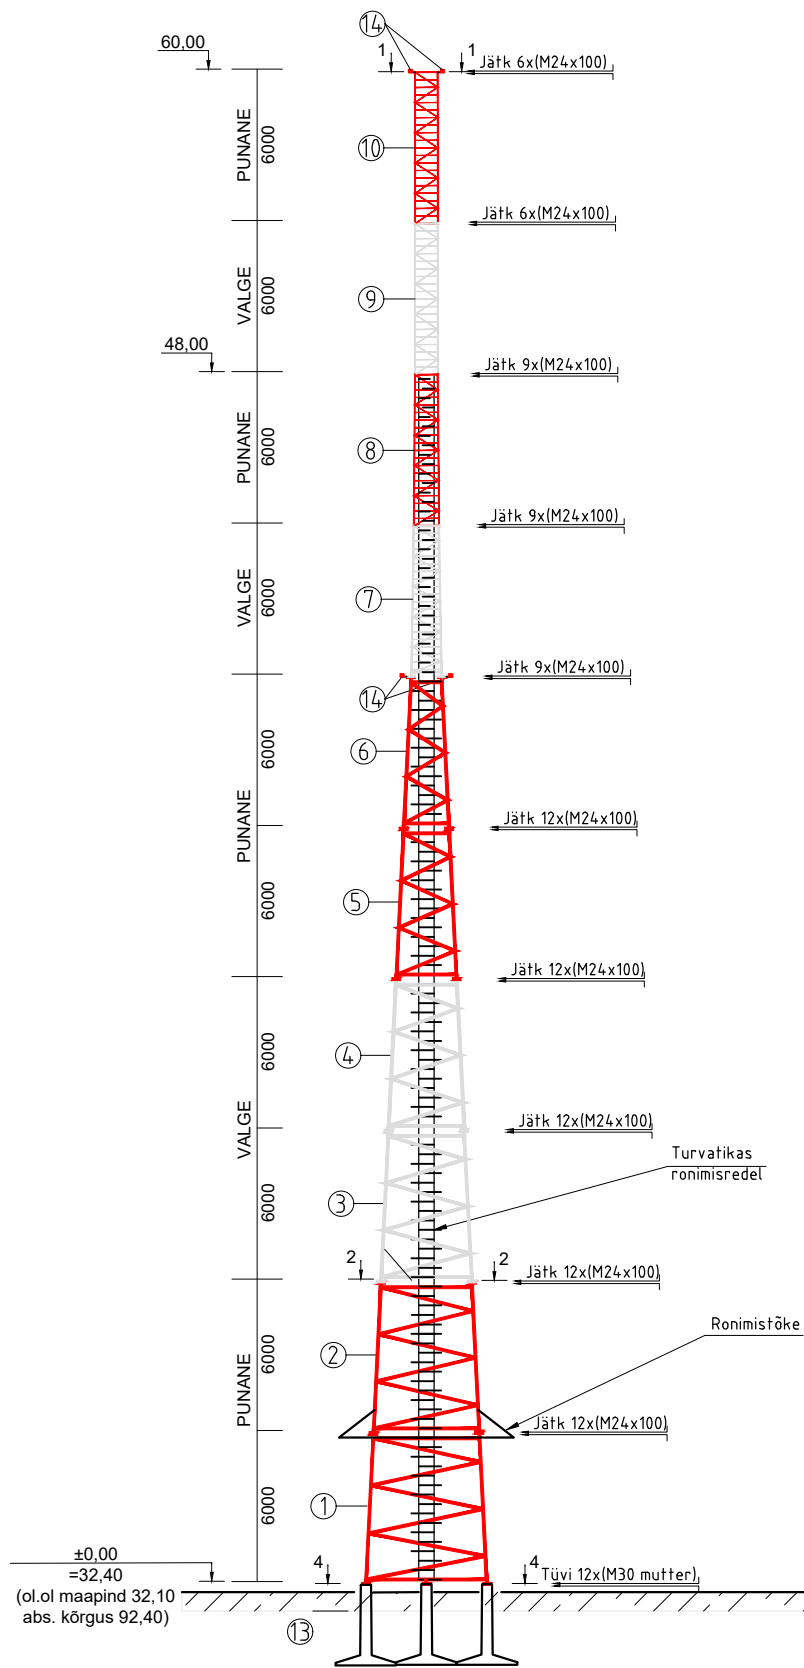 14
60,00
1
1
Jätk 6x(M24x100)
PUNANE
6000
10
Jätk 6x(M24x100)
VALGE
6000
9
48,00
Jätk 9x(M24x100)
PUNANE
6000
8
Jätk 9x(M24x100)
VALGE
6000
7
Jätk 9x(M24x100)
14
6000
6
PUNANE
Jätk 12x(M24x100)
6000
5
Jätk 12x(M24x100)
6000
4
VALGE
Jätk 12x(M24x100)
Turvatikas
ronimisredel
6000
3
2
2
Jätk 12x(M24x100)
Ronimistõke
6000
2
PUNANE
Jätk 12x(M24x100)
6000
1
±0,00
=32,40
(ol.ol maapind 32,10
abs. kõrgus 92,40)
4
4
Tüvi 12x(M30 mutter)
13